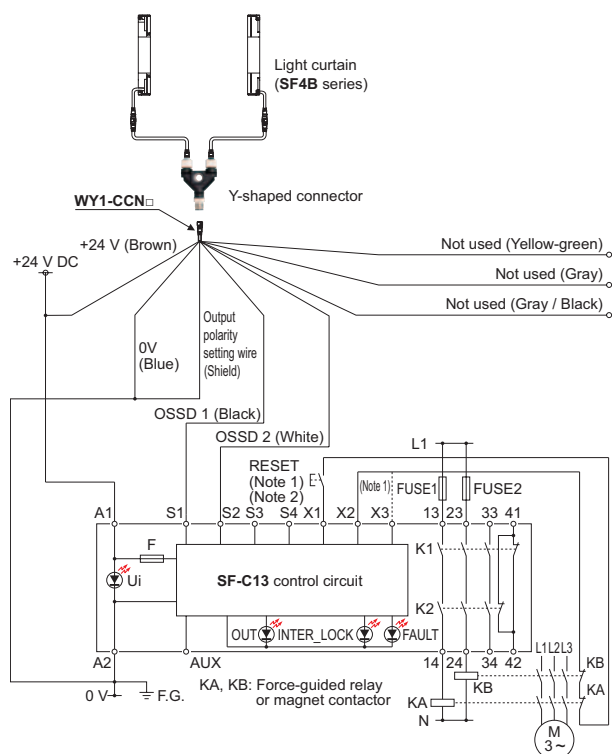 Light curtain
(SF4B series)
Y-shaped connector
WY1-CCN□
+24 V (Brown)
+24 V DC
Not used (Yellow-green)
Not used (Gray)
Not used (Gray / Black)
0V
(Blue)
Output
polarity
setting wire
(Shield)
OSSD 1 (Black)
OSSD 2 (White)
RESET
(Note 1)
(Note 2)
(Note 1)
L1
FUSE1
FUSE2
A1
S1
S2
S3
S4
X1
X2
X3
13
23
33
41
F
Ui
SF-C13 control circuit
K1
K2
OUT
INTER_LOCK
FAULT
A2
AUX
14
24
34
42
L1
L2
L3
KB
KA
KB
KA
N
0 V
F.G.
KA, KB: Force-guided relay
or magnet contactor
M
3~